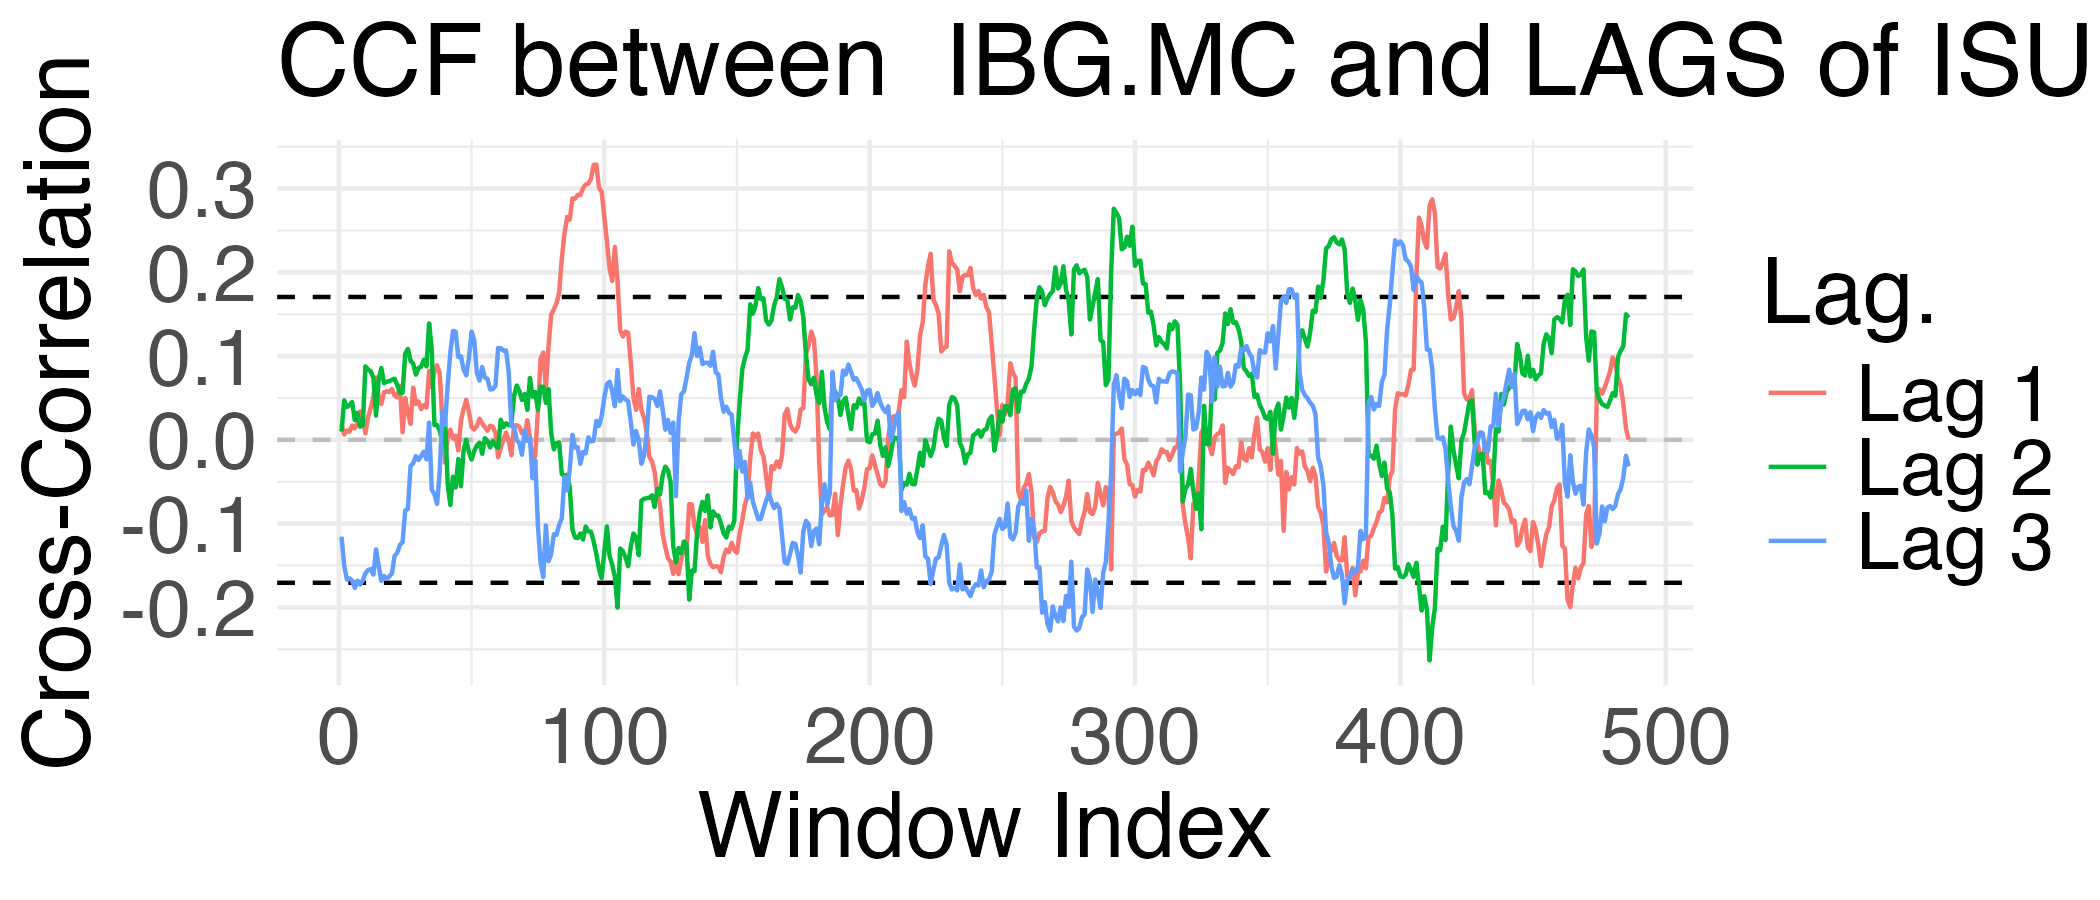 CCF between  IBG.MC and LAGS of ISU
Cross-Correlation
0.3
0.2
0.1
0.0
-0.1
-0.2
0 100 200 300 400 500
Window Index
Lag.
Lag 1
Lag 2
Lag 3